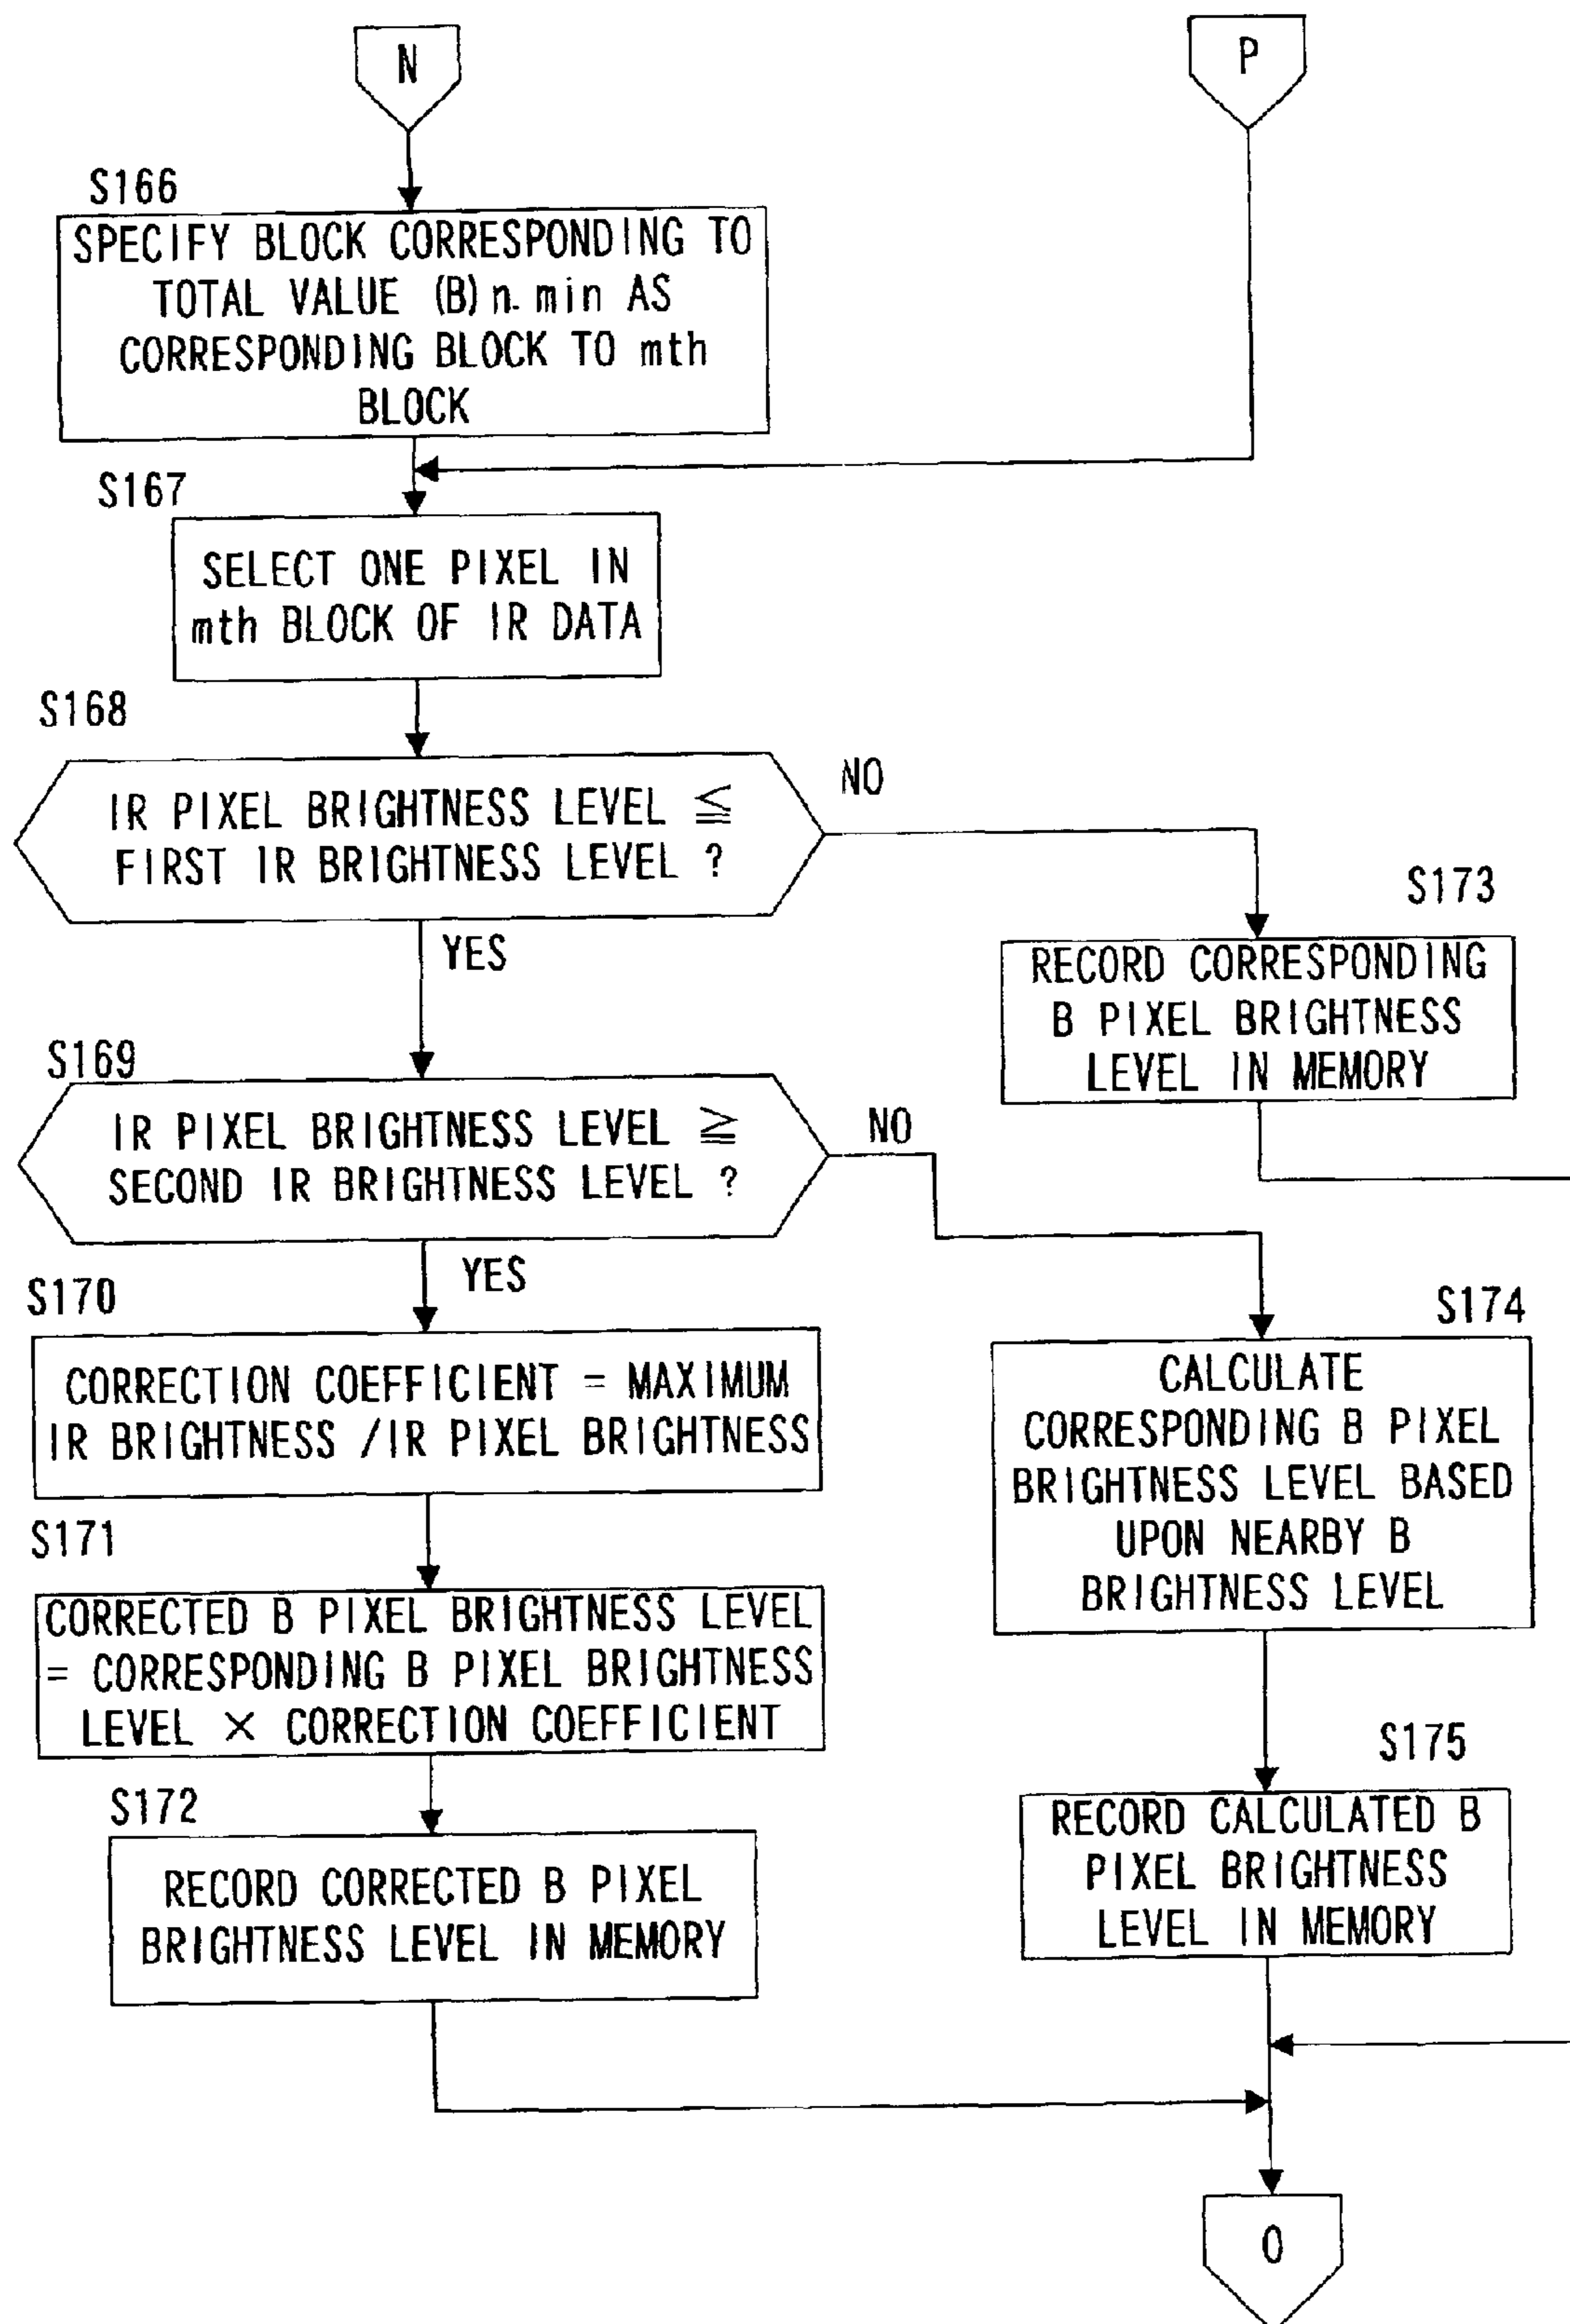 N
P
S166
SPECIFY BLOCK CORRESPONDING TO
TOTAL VALUE (B) n. min AS
CORRESPONDING BLOCK TO mth
BLOCK
S167
SELECT ONE PIXEL IN
mth BLOCK OF IR DATA
S168
IR PIXEL BRIGHTNESS LEVEL ≦
FIRST IR BRIGHTNESS LEVEL ?
NO
YES
S173
RECORD CORRESPONDING
B PIXEL BRIGHTNESS
LEVEL IN MEMORY
S169
IR PIXEL BRIGHTNESS LEVEL ≧
SECOND IR BRIGHTNESS LEVEL ?
NO
YES
S170
CORRECTION COEFFICIENT = MAXIMUM
IR BRIGHTNESS /IR PIXEL BRIGHTNESS
S174
CALCULATE
CORRESPONDING B PIXEL
BRIGHTNESS LEVEL BASED
UPON NEARBY B
BRIGHTNESS LEVEL
S171
CORRECTED B PIXEL BRIGHTNESS LEVEL
= CORRESPONDING B PIXEL BRIGHTNESS
LEVEL × CORRECTION COEFFICIENT
S172
RECORD CORRECTED B PIXEL
BRIGHTNESS LEVEL IN MEMORY
S175
RECORD CALCULATED B
PIXEL BRIGHTNESS
LEVEL IN MEMORY
O